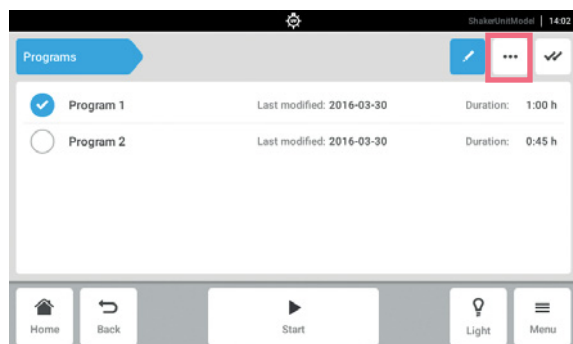 ShakerUnitModel | 14:02
Programs
Program 1 Last modified: 2016-03-30 Duration: 1:00 h
Program 2 Last modified: 2016-03-30 Duration: 0:45 h
Home Back Start Light Menu